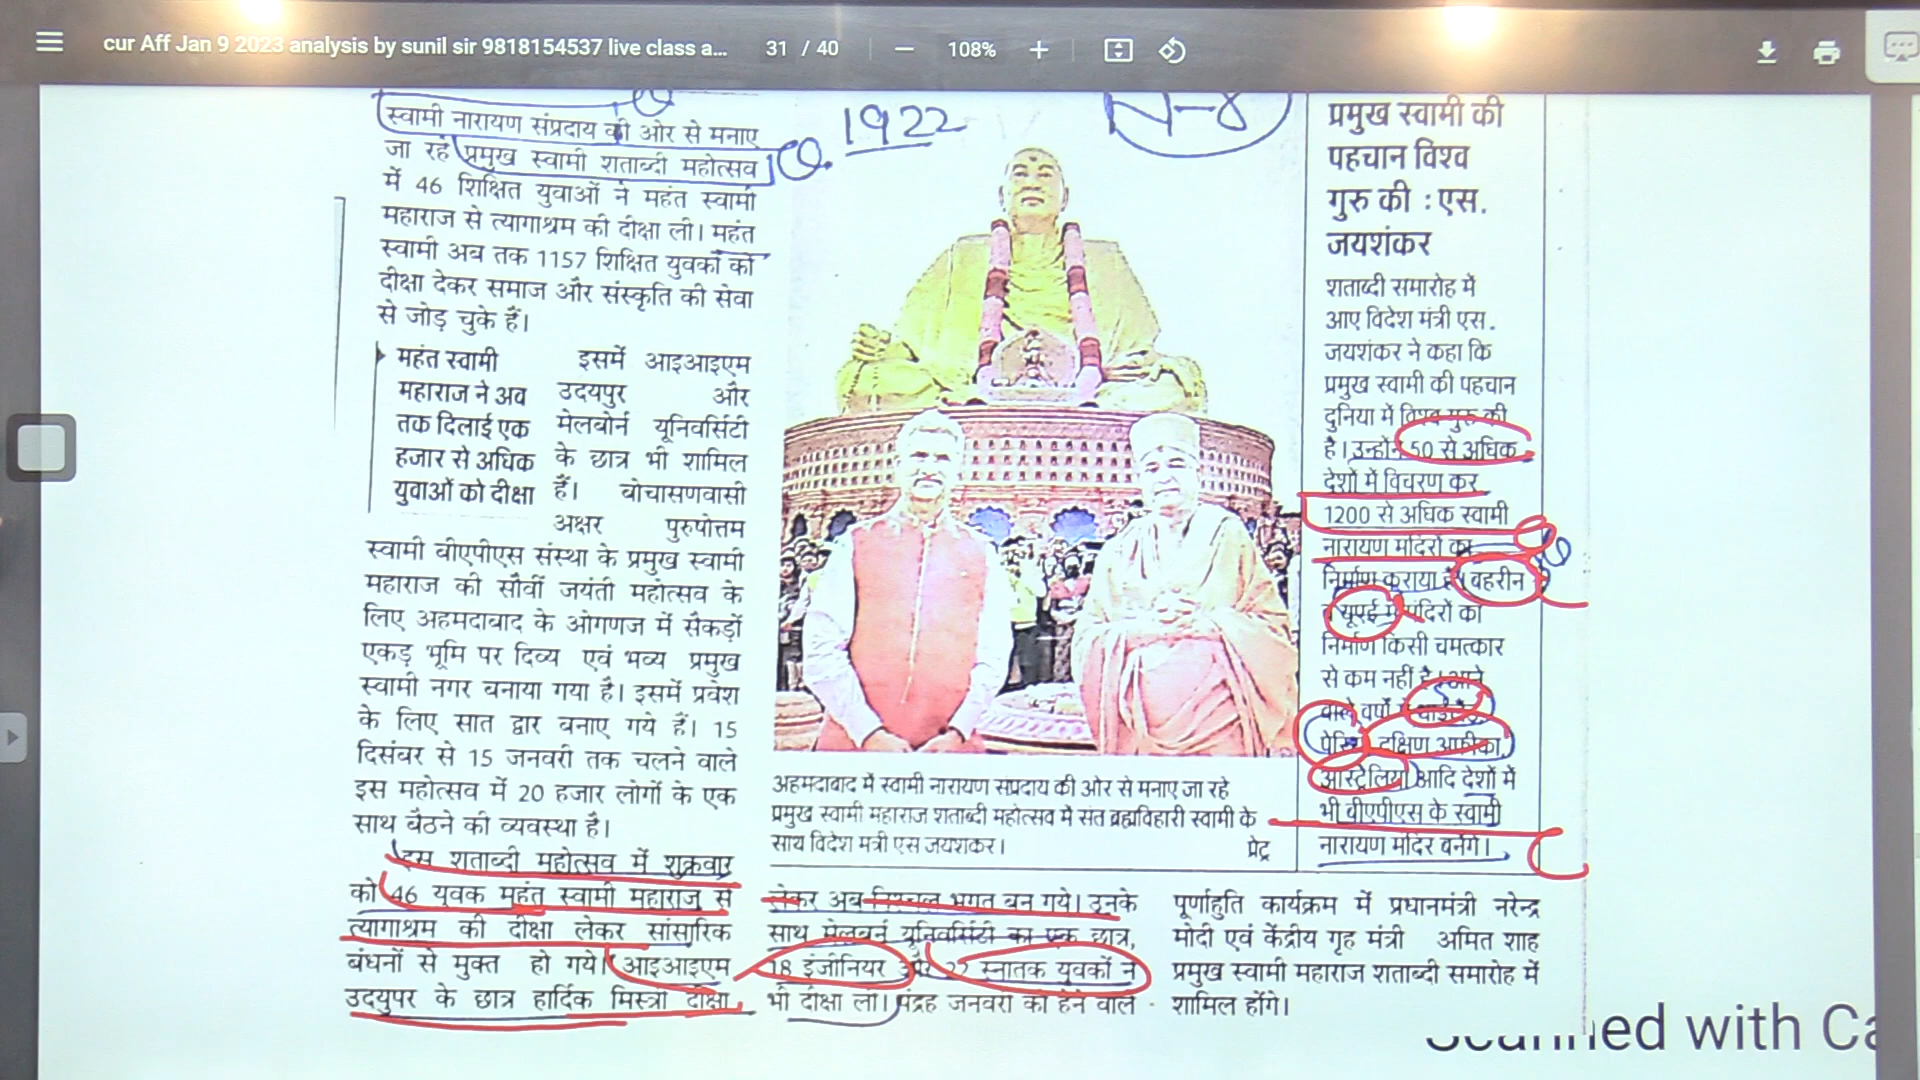 cur Aff Jan 9 2023 analysis by sunil sir 9818154537 live class a...
31 / 40
108%
1922
N-8
स्वामी नारायण संप्रदाय की ओर से मनाए
जा रहे प्रमुख स्वामी शताब्दी महोत्सव
में 46 शिक्षित युवाओं ने महंत स्वामी
महाराज से त्यागाश्रम की दीक्षा ली। महंत
स्वामी अब तक 1157 शिक्षित युवकों को
दीक्षा देकर समाज और संस्कृति की सेवा
से जोड़ चुके हैं।
महंत स्वामी
महाराज ने अब
तक दिलाई एक
हजार से अधिक
युवाओं को दीक्षा
इसमें आइआइएम
उदयपुर और
मेलबोर्न यूनिवर्सिटी
के छात्र भी शामिल
हैं। बोचासणवासी
अक्षर पुरुषोत्तम
स्वामी बीएपीएस संस्था के प्रमुख स्वामी
महाराज की सौवीं जयंती महोत्सव के
लिए अहमदाबाद के ओगणज में सैकड़ों
एकड़ भूमि पर दिव्य एवं भव्य प्रमुख
स्वामी नगर बनाया गया है। इसमें प्रवेश
के लिए सात द्वार बनाए गये हैं। 15
दिसंबर से 15 जनवरी तक चलने वाले
इस महोत्सव में 20 हजार लोगों के एक
साथ बैठने की व्यवस्था है।
इस शताब्दी महोत्सव में शुक्रवार
को 46 युवक महंत स्वामी महाराज से
त्यागाश्रम की दीक्षा लेकर सांसारिक
बंधनों से मुक्त हो गये। आइआइएम
उदयुपर के छात्र हार्दिक मिस्त्री दीक्षा
अहमदाबाद में स्वामी नारायण संप्रदाय की ओर से मनाए जा रहे
प्रमुख स्वामी महाराज शताब्दी महोत्सव में संत ब्रह्मविहारी स्वामी के
साथ विदेश मंत्री एस जयशंकर। प्रेट्र
लेकर अब निश्चल भगत बन गये। उनके
साथ मेलबर्न यूनिवर्सिटी का एक छात्र,
18 इंजीनियर और 27 स्नातक युवकों ने
भी दीक्षा ली। पंद्रह जनवरी को होने वाले
पूर्णाहुति कार्यक्रम में प्रधानमंत्री नरेन्द्र
मोदी एवं केंद्रीय गृह मंत्री अमित शाह
प्रमुख स्वामी महाराज शताब्दी समारोह में
शामिल होंगे।
प्रमुख स्वामी की
पहचान विश्व
गुरु की : एस.
जयशंकर
शताब्दी समारोह में
आए विदेश मंत्री एस.
जयशंकर ने कहा कि
प्रमुख स्वामी की पहचान
दुनिया में विश्व गुरु की
है। उन्होंने 50 से अधिक
देशों में विचरण कर
1200 से अधिक स्वामी
नारायण मंदिरों का
निर्माण कराया है। बहरीन
व यूएई में मंदिरों का
निर्माण किसी चमत्कार
से कम नहीं है। आने
वाले वर्षों में
दक्षिण अफ्रीका,
आस्ट्रेलिया आदि देशों में
भी बीएपीएस के स्वामी
नारायण मंदिर बनेंगे।
Scanned with Ca